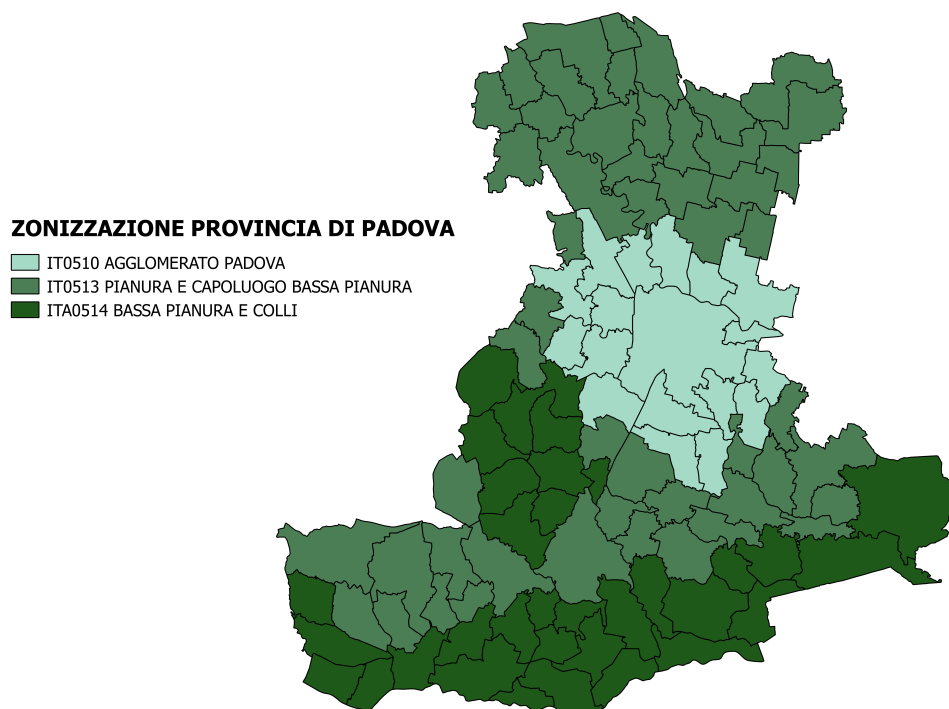 ZONIZZAZIONE PROVINCIA DI PADOVA
IT0510 AGGLOMERATO PADOVA
IT0513 PIANURA E CAPOLUOGO BASSA PIANURA
ITA0514 BASSA PIANURA E COLLI